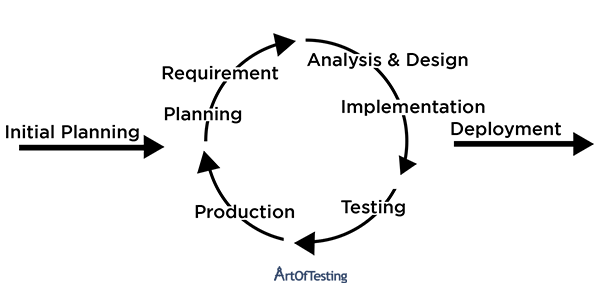 Initial Planning
Planning
Requirement
Analysis & Design
Implementation
Deployment
Testing
Production
ArtOfTesting